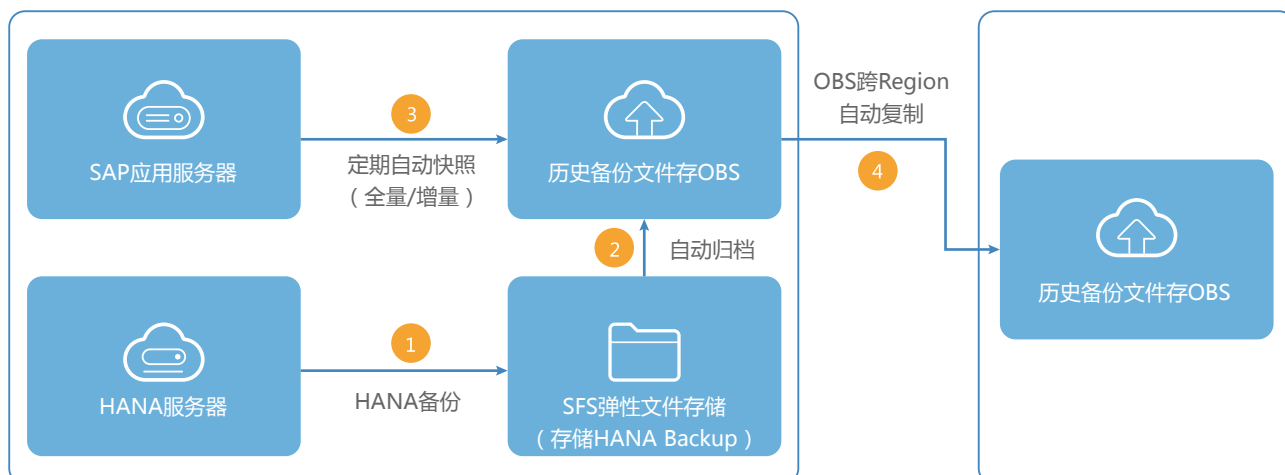 SAP应用服务器
3
定期自动快照
（全量/增量）
历史备份文件存OBS
OBS跨Region
自动复制
4
历史备份文件存OBS
2
自动归档
HANA服务器
1
HANA备份
SFS弹性文件存储
（存储HANA Backup）